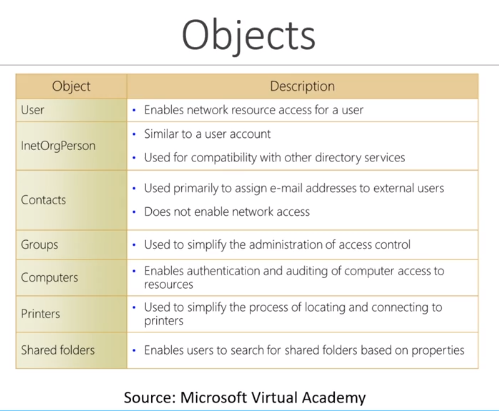 Objects
Object
Description
User
• Enables network resource access for a user
InetOrgPerson
• Similar to a user account
• Used for compatibility with other directory services
Contacts
• Used primarily to assign e-mail addresses to external users
• Does not enable network access
Groups
• Used to simplify the administration of access control
Computers
• Enables authentication and auditing of computer access to
resources
Printers
• Used to simplify the process of locating and connecting to
printers
Shared folders
• Enables users to search for shared folders based on properties
Source: Microsoft Virtual Academy